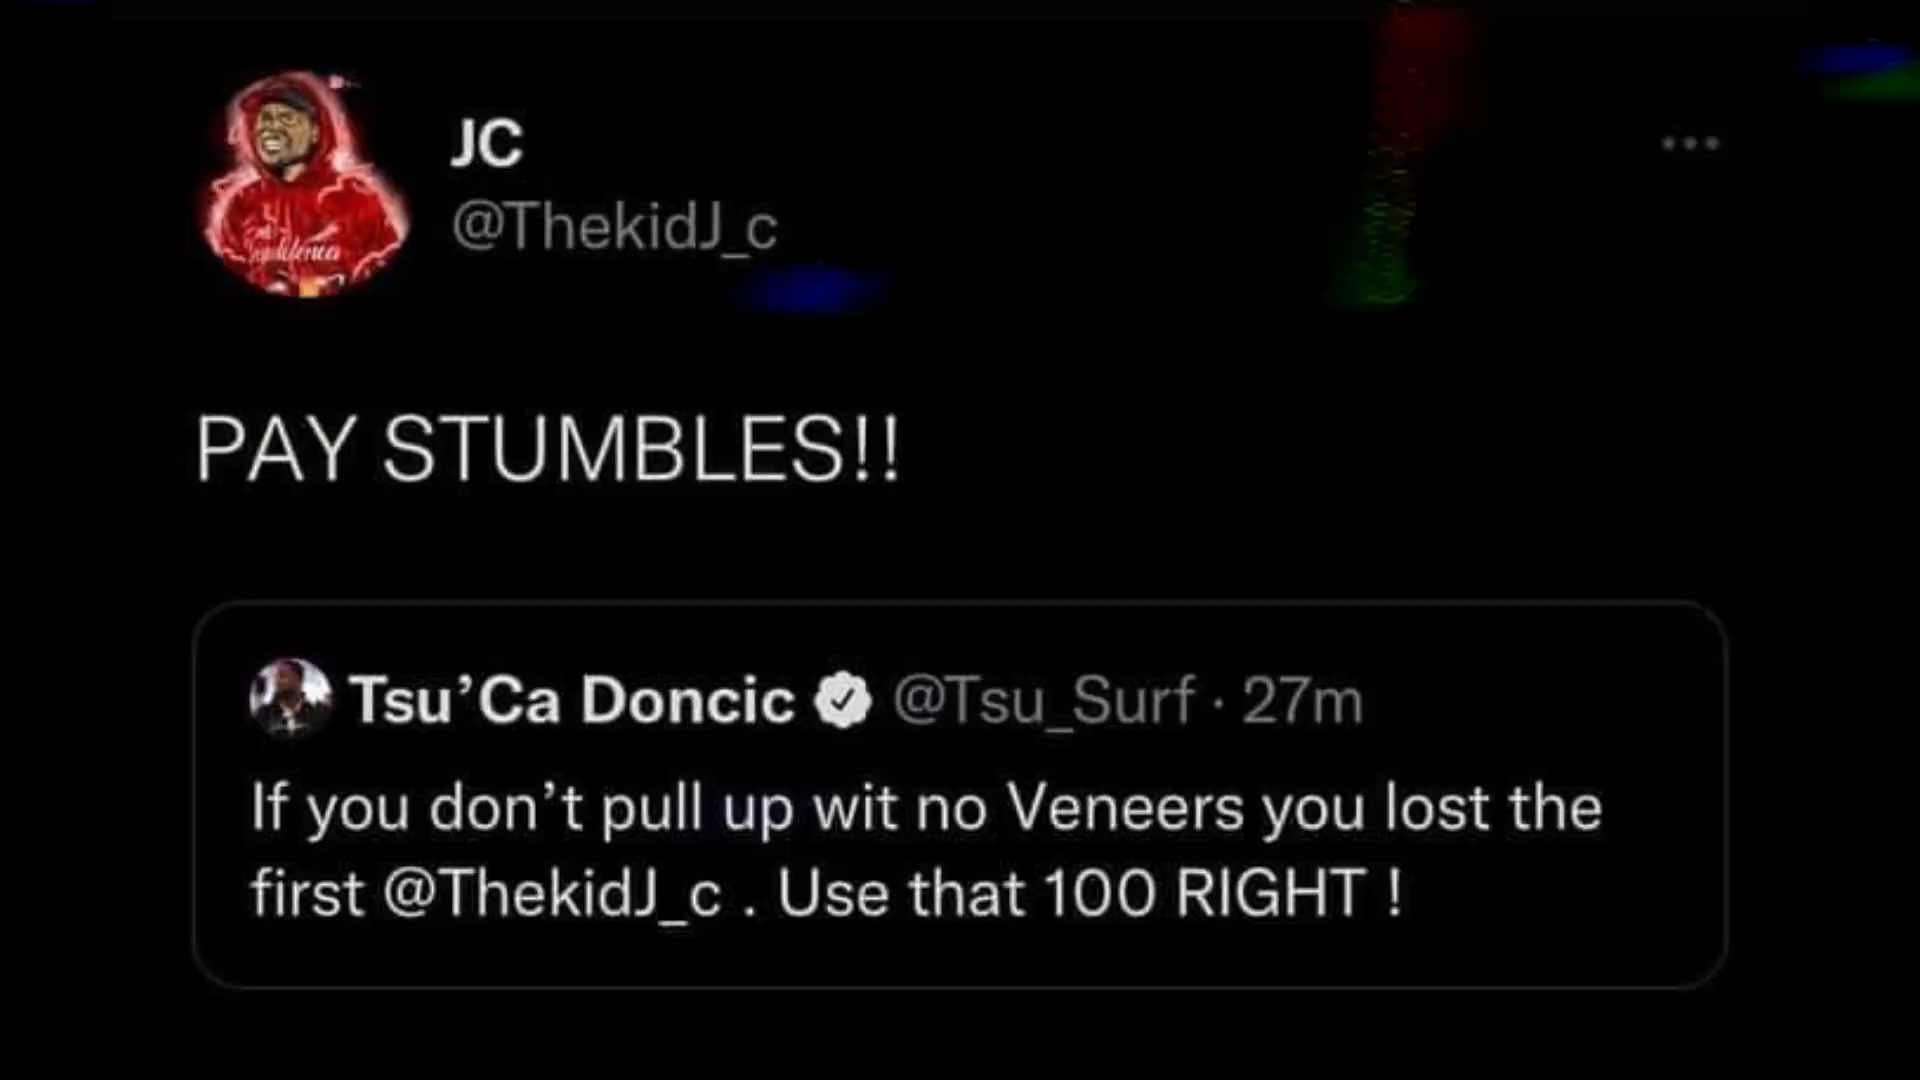 JC
@ThekidJ_c
PAY STUMBLES!!
Tsu’Ca Doncic @Tsu_Surf · 27m
If you don’t pull up wit no Veneers you lost the
first @ThekidJ_c . Use that 100 RIGHT !